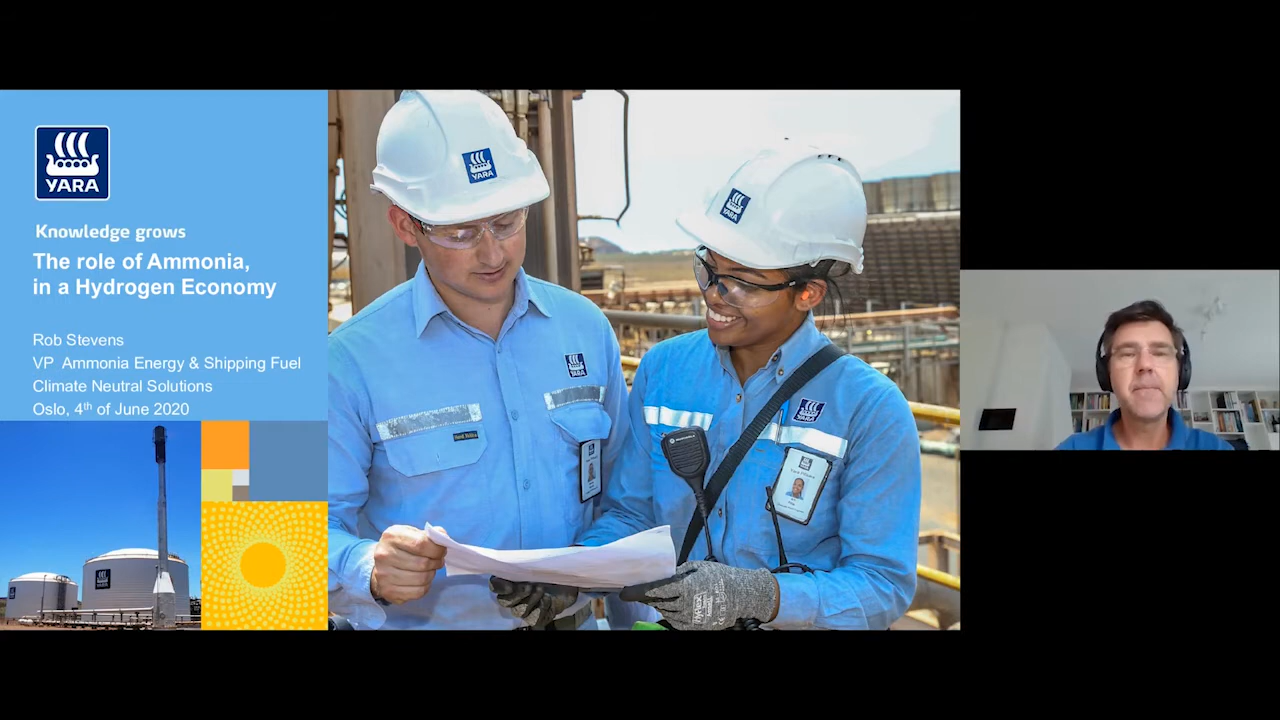 YARA
Knowledge grows
The role of Ammonia,
in a Hydrogen Economy
Rob Stevens
VP Ammonia Energy & Shipping Fuel
Climate Neutral Solutions
Oslo, 4th of June 2020
YARA
YARA
YARA
YARA